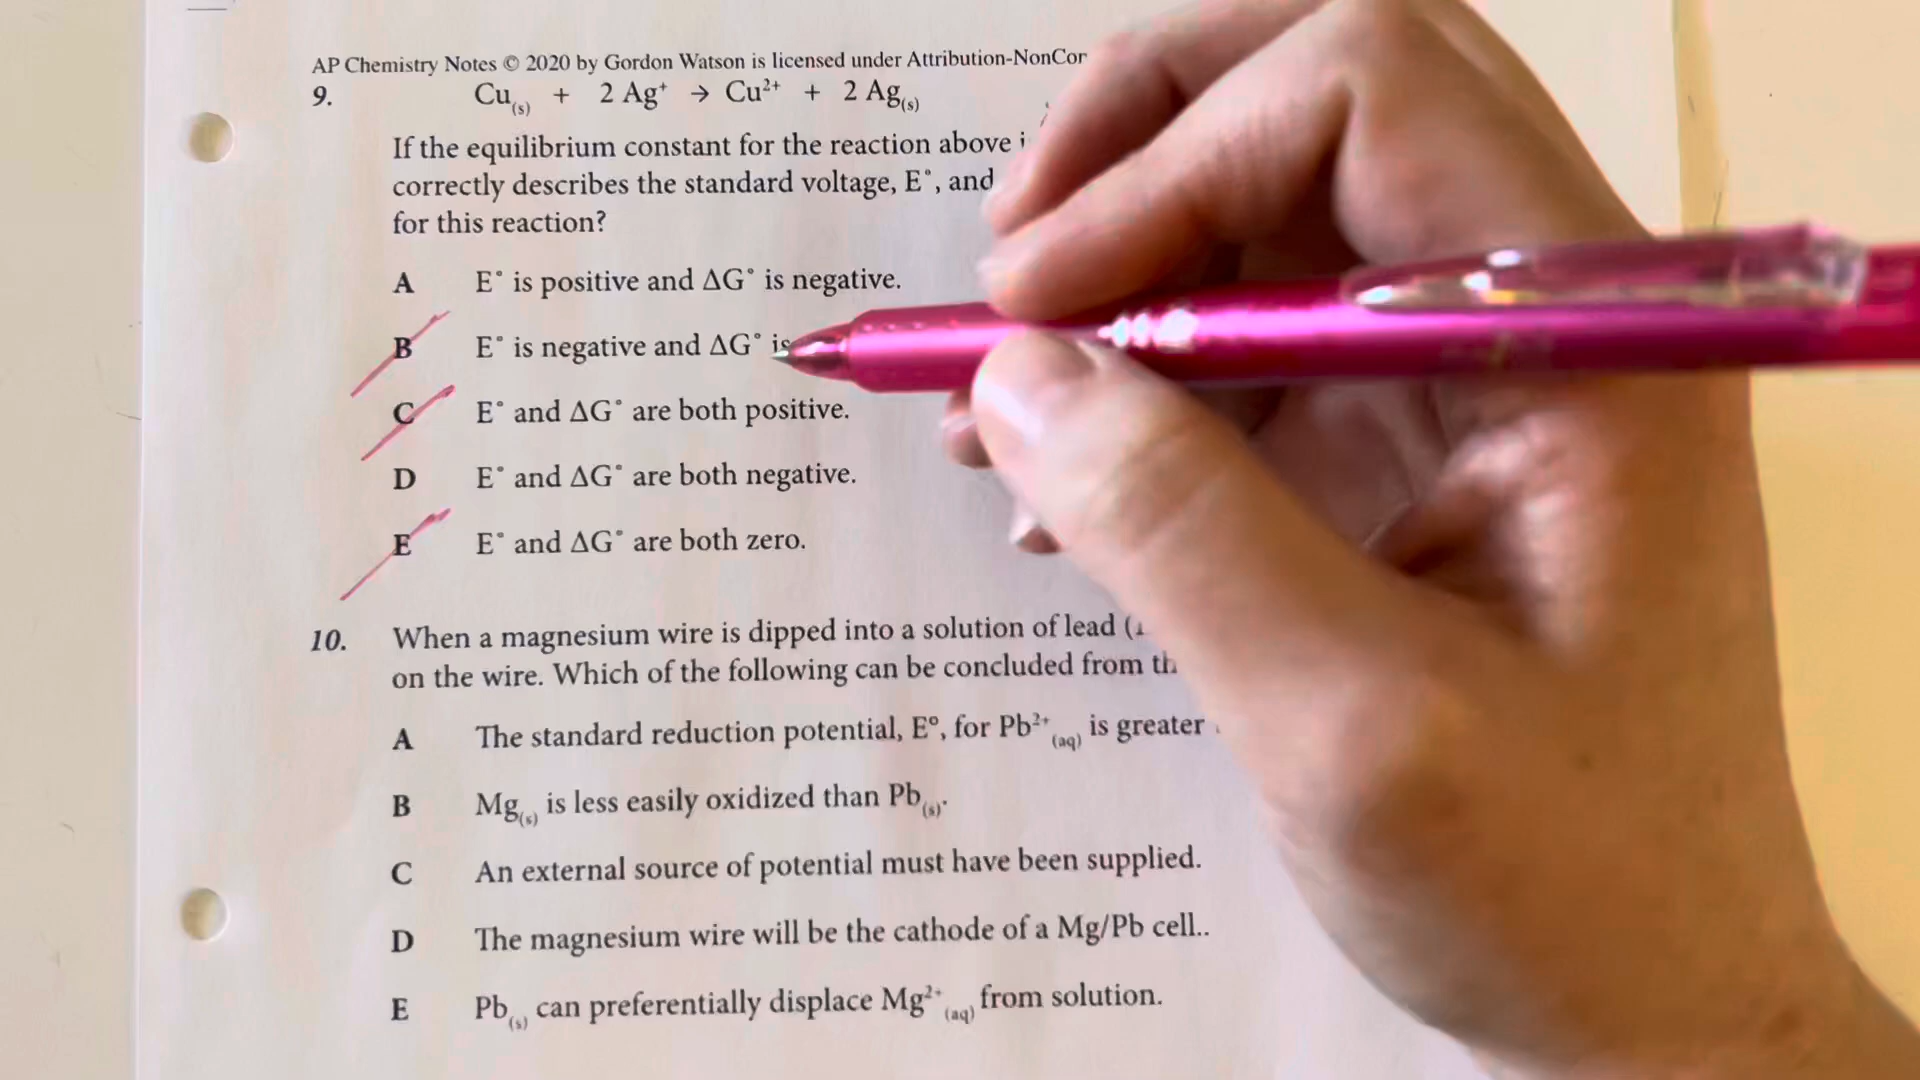 AP Chemistry Notes © 2020 by Gordon Watson is licensed under Attribution-NonCor
9. Cu(s) + 2 Ag⁺ → Cu²⁺ + 2 Ag(s)
If the equilibrium constant for the reaction above
correctly describes the standard voltage, E°, and
for this reaction?
A E° is positive and ΔG° is negative.
B E° is negative and ΔG° is
C E° and ΔG° are both positive.
D E° and ΔG° are both negative.
E E° and ΔG° are both zero.
10. When a magnesium wire is dipped into a solution of lead
on the wire. Which of the following can be concluded from
A The standard reduction potential, Eº, for Pb²⁺(aq) is greater
B Mg(s) is less easily oxidized than Pb(s).
C An external source of potential must have been supplied.
D The magnesium wire will be the cathode of a Mg/Pb cell..
E Pb(s) can preferentially displace Mg²⁺(aq) from solution.